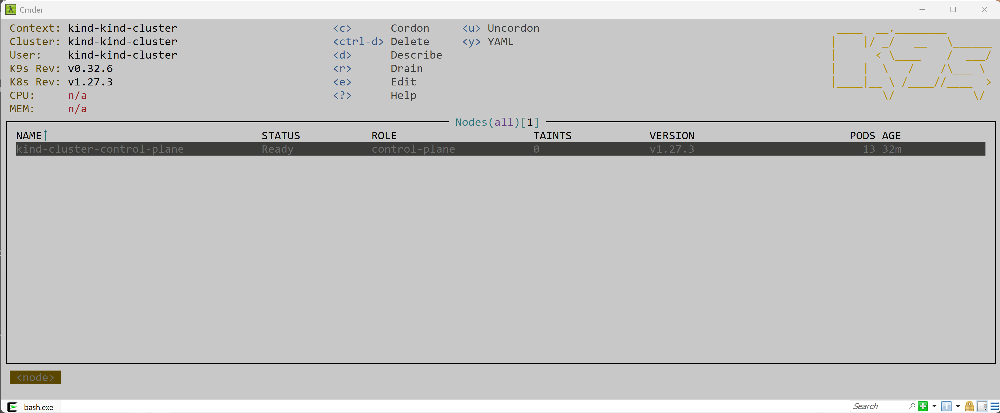 Cmder
Context: kind-kind-cluster <c> Cordon <u> Uncordon
Cluster: kind-kind-cluster <ctrl-d> Delete <y> YAML
User: kind-kind-cluster <d> Describe
K9s Rev: v0.32.6 <r> Drain
K8s Rev: v1.27.3 <e> Edit
CPU: n/a <?> Help
MEM: n/a
Nodes(all)[1]
NAME↑ STATUS ROLE TAINTS VERSION PODS AGE
kind-cluster-control-plane Ready control-plane 0 v1.27.3 13 32m
<node>
bash.exe Search 1